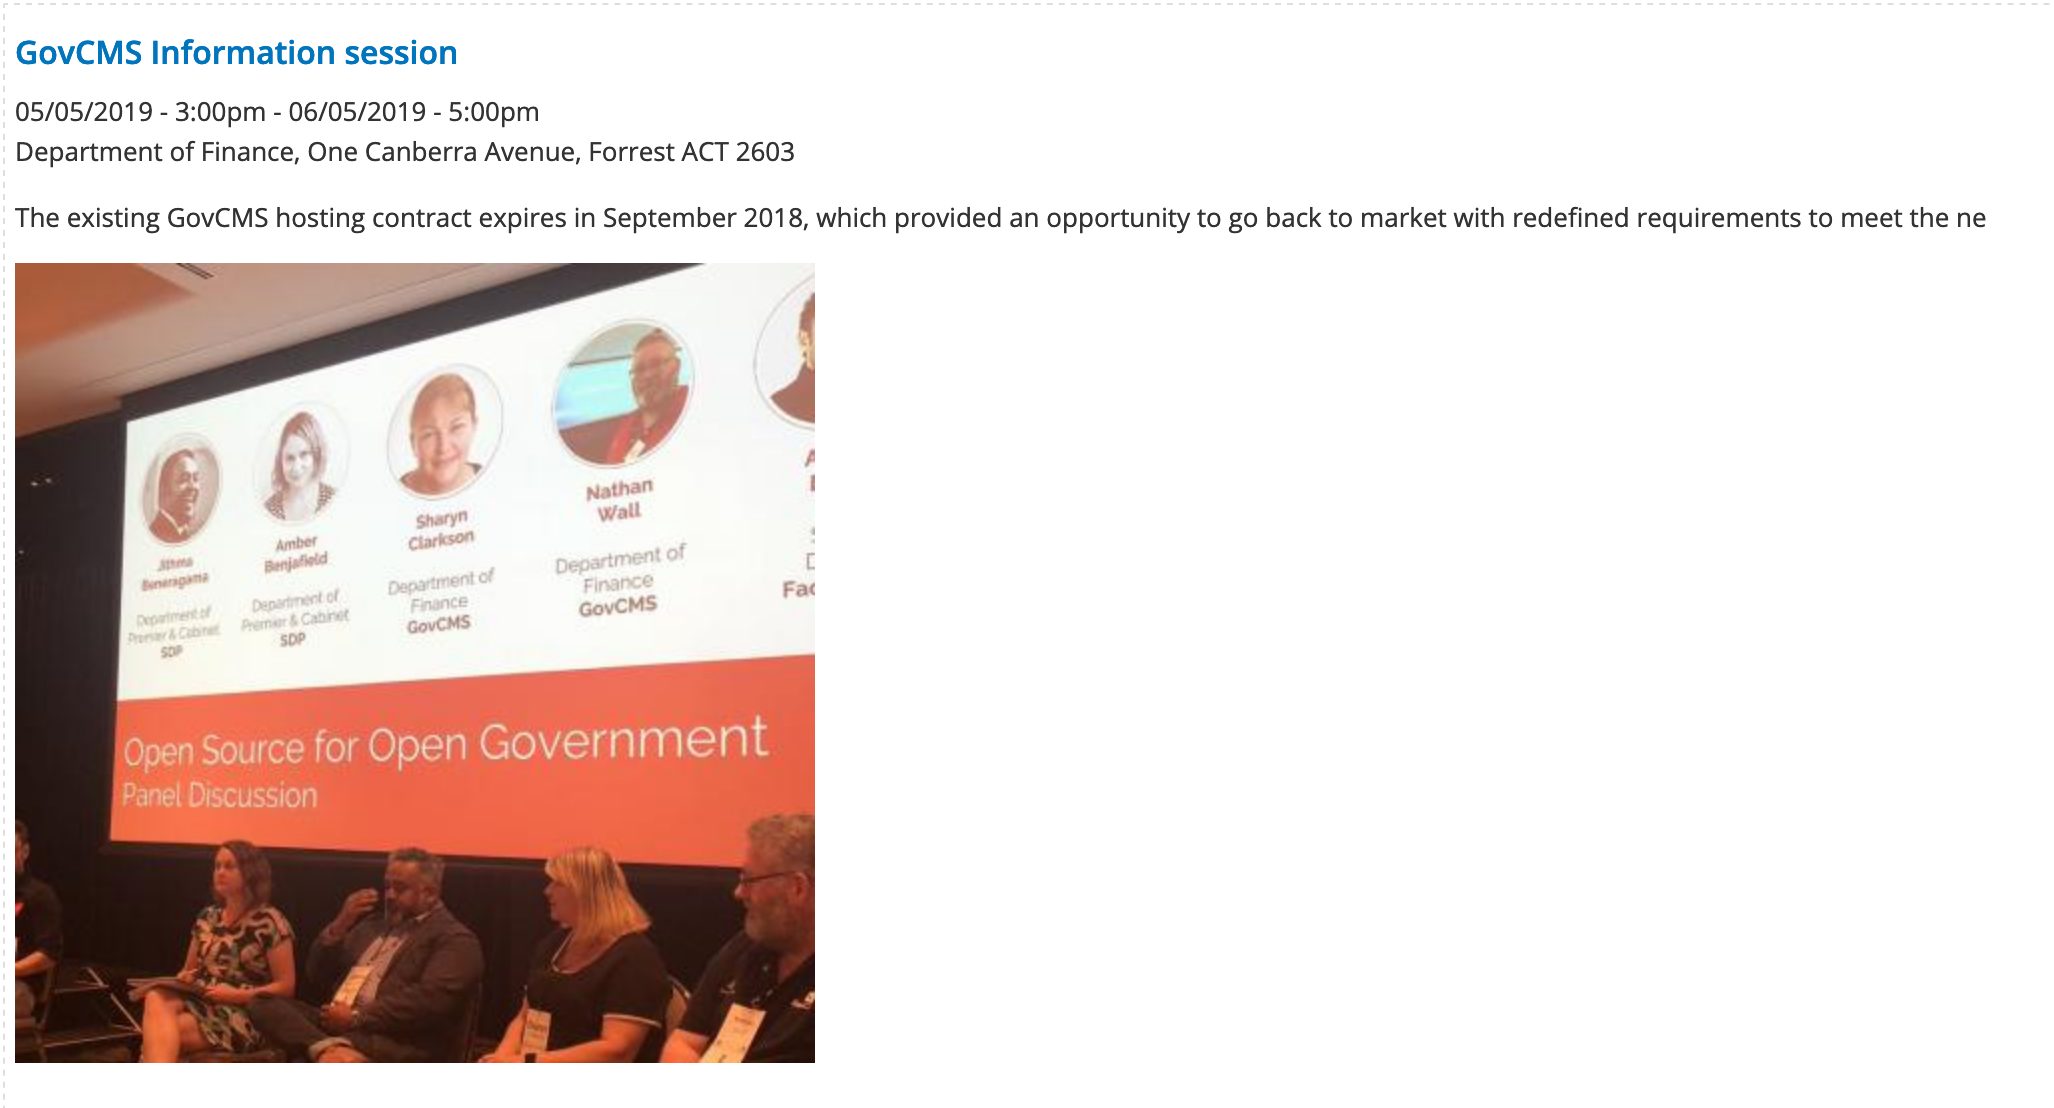 GovCMS Information session
05/05/2019 - 3:00pm - 06/05/2019 - 5:00pm
Department of Finance, One Canberra Avenue, Forrest ACT 2603
The existing GovCMS hosting contract expires in September 2018, which provided an opportunity to go back to market with redefined requirements to meet the ne
Jithma
Beneragama
Department of
Premier & Cabinet
SDP
Amber
Benjafield
Department of
Premier & Cabinet
SDP
Sharyn
Clarkson
Department of
Finance
GovCMS
Nathan
Wall
Department of
Finance
GovCMS
Open Source for Open Government
Panel Discussion